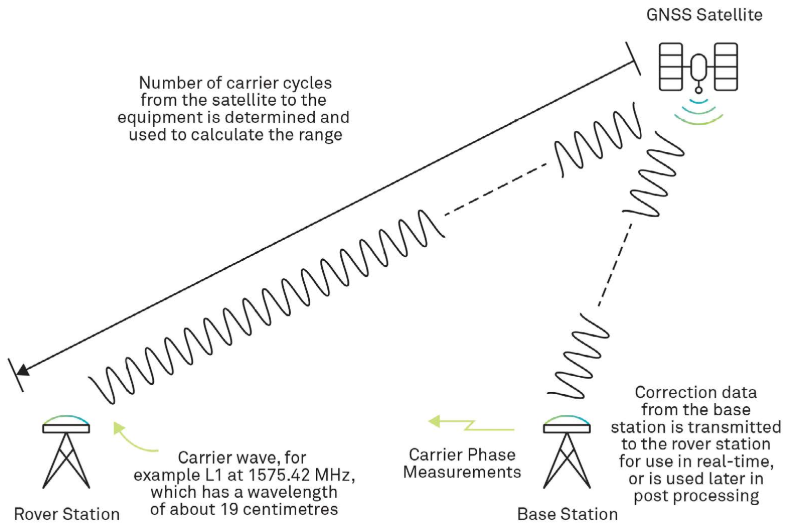 GNSS Satellite
Number of carrier cycles
from the satellite to the
equipment is determined and
used to calculate the range
Correction data
from the base
station is transmitted
to the rover station
for use in real-time,
or is used later in
post processing
Carrier Phase
Measurements
Carrier wave, for
example L1 at 1575.42 MHz,
which has a wavelength
of about 19 centimetres
Rover Station
Base Station